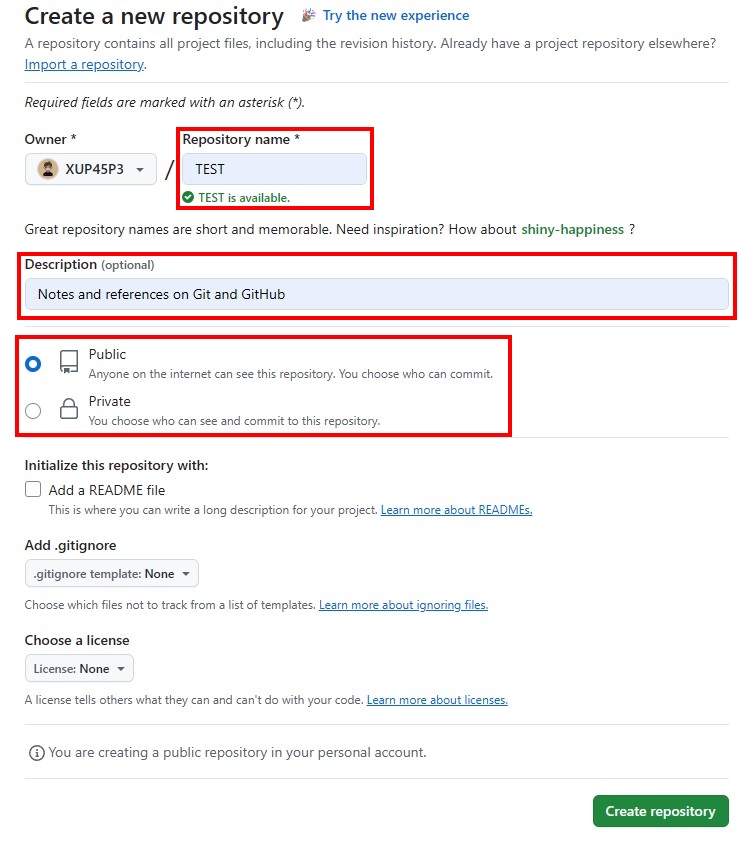 Create a new repository Try the new experience
A repository contains all project files, including the revision history. Already have a project repository elsewhere?
Import a repository.
Required fields are marked with an asterisk (*).
Owner * Repository name *
XUP45P3 / TEST
TEST is available.
Great repository names are short and memorable. Need inspiration? How about shiny-happiness ?
Description (optional)
Notes and references on Git and GitHub
Public
Anyone on the internet can see this repository. You choose who can commit.
Private
You choose who can see and commit to this repository.
Initialize this repository with:
Add a README file
This is where you can write a long description for your project. Learn more about READMEs.
Add .gitignore
.gitignore template: None
Choose which files not to track from a list of templates. Learn more about ignoring files.
Choose a license
License: None
A license tells others what they can and can't do with your code. Learn more about licenses.
You are creating a public repository in your personal account.
Create repository